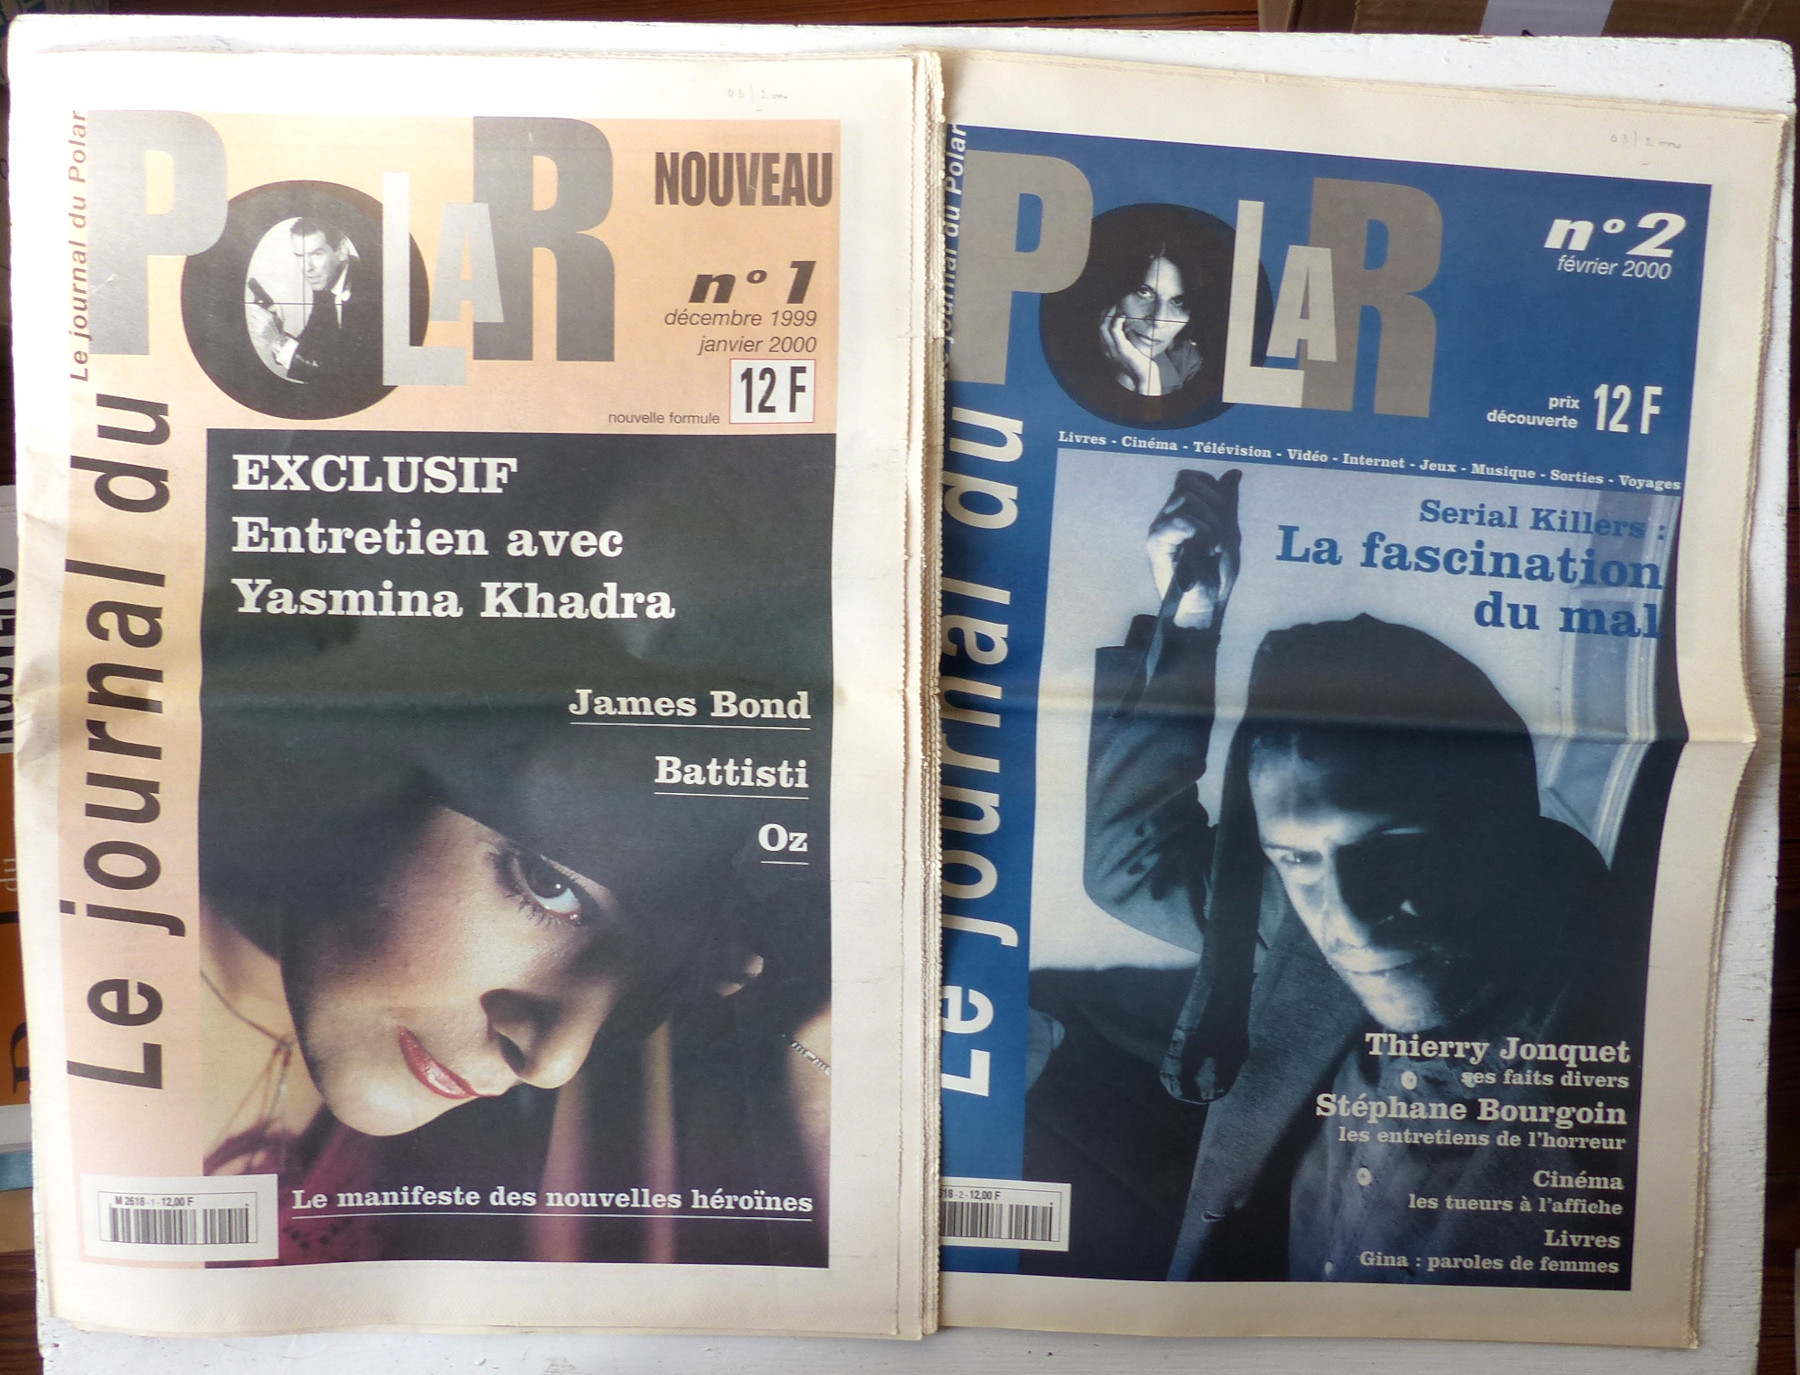 Le journal du Polar
POLAR
NOUVEAU
n° 1
décembre 1999
janvier 2000
12 F
nouvelle formule
Le journal du
EXCLUSIF
Entretien avec
Yasmina Khadra
James Bond
Battisti
Oz
Le manifeste des nouvelles héroïnes
M 2618 - 1 - 12,00 F
Le journal du Polar
POLAR
n° 2
février 2000
prix
découverte
12 F
Livres - Cinéma - Télévision - Vidéo - Internet - Jeux - Musique - Sorties - Voyages
Le journal du
Serial Killers :
La fascination
du mal
Thierry Jonquet
ses faits divers
Stéphane Bourgoin
les entretiens de l'horreur
Cinéma
les tueurs à l'affiche
Livres
Gina : paroles de femmes
618 - 2 - 12,00 F